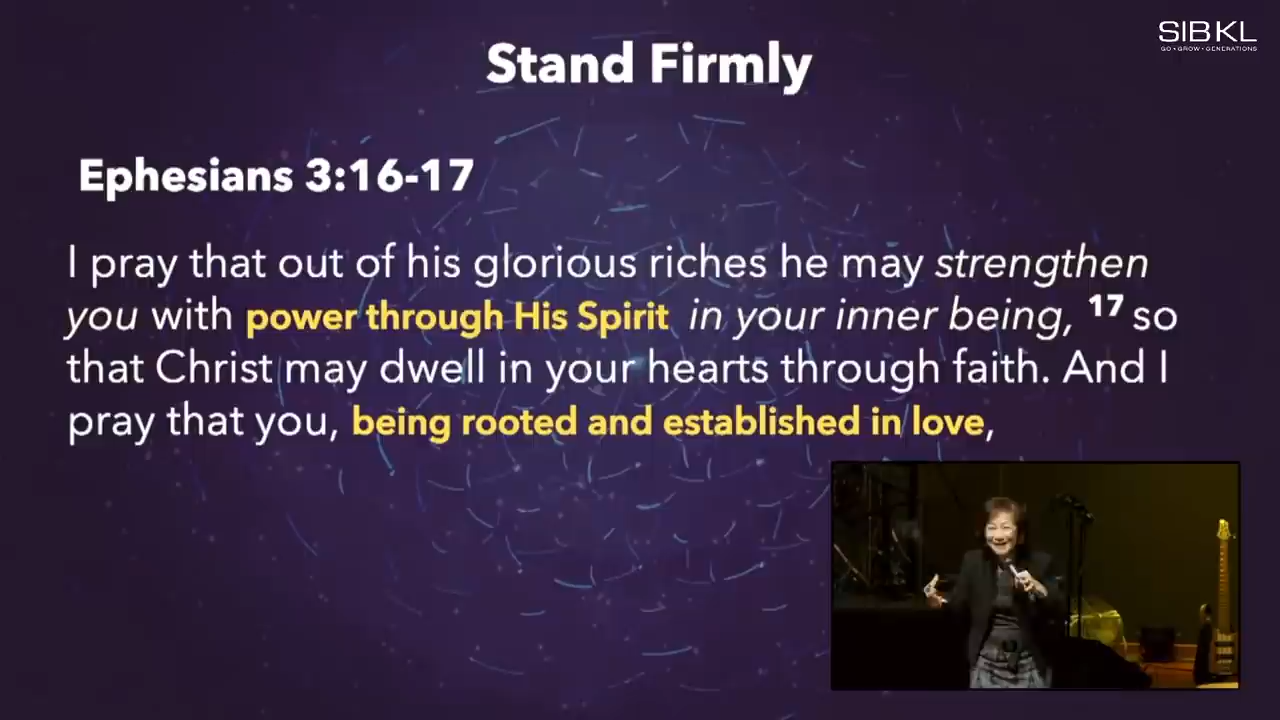 SIBKL
GO • GROW • GENERATIONS
Stand Firmly
Ephesians 3:16-17
I pray that out of his glorious riches he may strengthen
you with power through His Spirit in your inner being, 17 so
that Christ may dwell in your hearts through faith. And I
pray that you, being rooted and established in love,